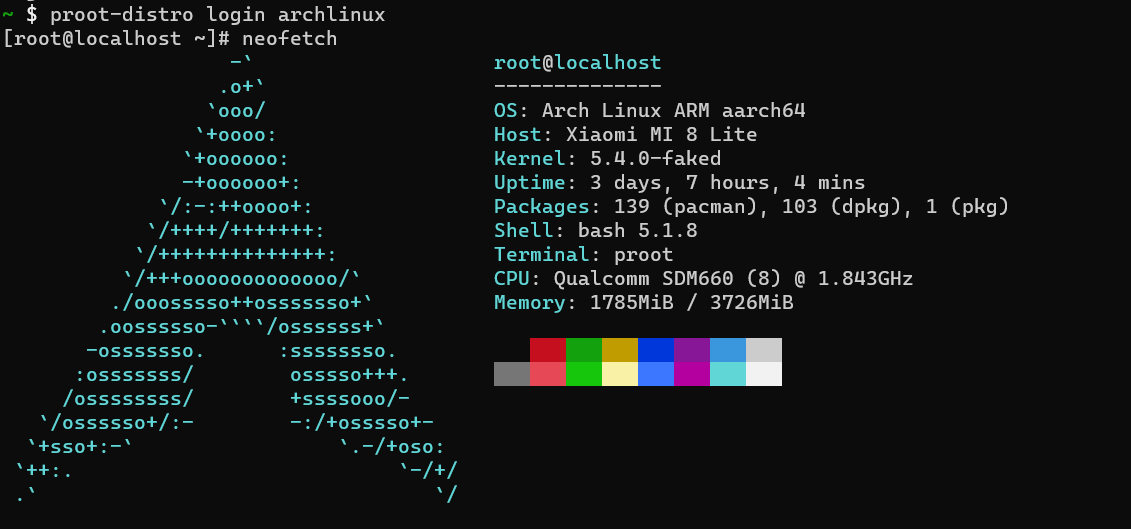 ~ $ proot-distro login archlinux
[root@localhost ~]# neofetch
                   -`
                  .o+`
                 `ooo/
                `+oooo:
               `+oooooo:
               -+oooooo+:
             `/:-:++oooo+:
            `/++++/+++++++:
           `/++++++++++++++:
          `/+++ooooooooooooo/`
         ./ooosssso++osssssso+`
        .oossssso-````/ossssss+`
       -osssssso.      :ssssssso.
      :osssssss/        osssso+++.
     /ossssssss/        +ssssooo/-
   `/ossssso+/:-        -:/+osssso+-
  `+sso+:-`                 `.-/+oso:
 `++:.                           `-/+/
 .`                                 `/
root@localhost
--------------
OS: Arch Linux ARM aarch64
Host: Xiaomi MI 8 Lite
Kernel: 5.4.0-faked
Uptime: 3 days, 7 hours, 4 mins
Packages: 139 (pacman), 103 (dpkg), 1 (pkg)
Shell: bash 5.1.8
Terminal: proot
CPU: Qualcomm SDM660 (8) @ 1.843GHz
Memory: 1785MiB / 3726MiB